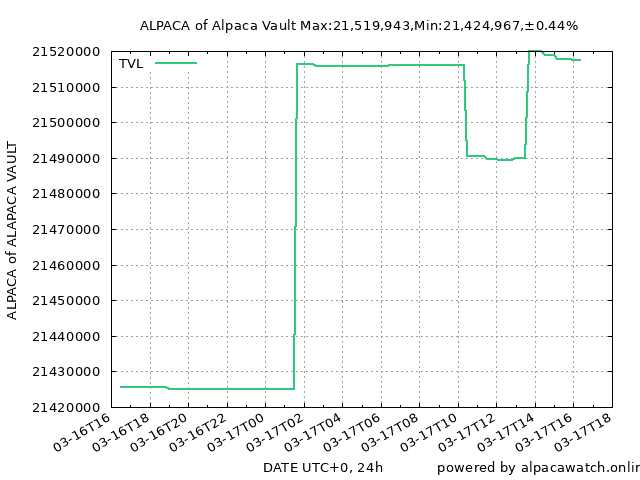 ALPACA of Alpaca Vault Max:21,519,943,Min:21,424,967,±0.44%
TVL
21520000
21510000
21500000
21490000
21480000
21470000
21460000
21450000
21440000
21430000
21420000
ALPACA of ALAPACA VAULT
03-16T16
03-16T18
03-16T20
03-16T22
03-17T00
03-17T02
03-17T04
03-17T06
03-17T08
03-17T10
03-17T12
03-17T14
03-17T16
03-17T18
DATE UTC+0, 24h
powered by alpacawatch.onlin